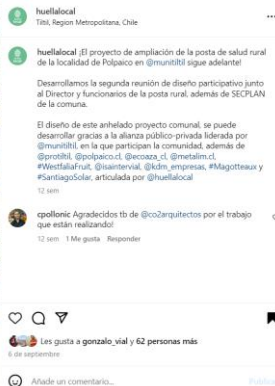 huellalocal
Tiltil, Region Metropolitana, Chile
huellalocal ¡El proyecto de ampliación de la posta de salud rural
de la localidad de Polpaico en @munitiltil sigue adelante!
Desarrollamos la segunda reunión de diseño participativo junto
al Director y funcionarios de la posta rural, además de SECPLAN
de la comuna.
El diseño de este anhelado proyecto comunal, se puede
desarrollar gracias a la alianza público-privada liderada por
@munitiltil, en la que participan la comunidad, además de
@protiltil, @polpaico.cl, @ecoaza_cl, @metalim.cl,
#WestfaliaFruit, @isaintervial, @kdm_empresas, #Magotteaux y
#SantiagoSolar, articulada por @huellalocal
12 sem
cpollonic Agradecidos tb de @co2arquitectos por el trabajo
que están realizando!
12 sem 1 Me gusta Responder
Les gusta a gonzalo_vial y 62 personas más
6 de septiembre
Añade un comentario...
Publicar